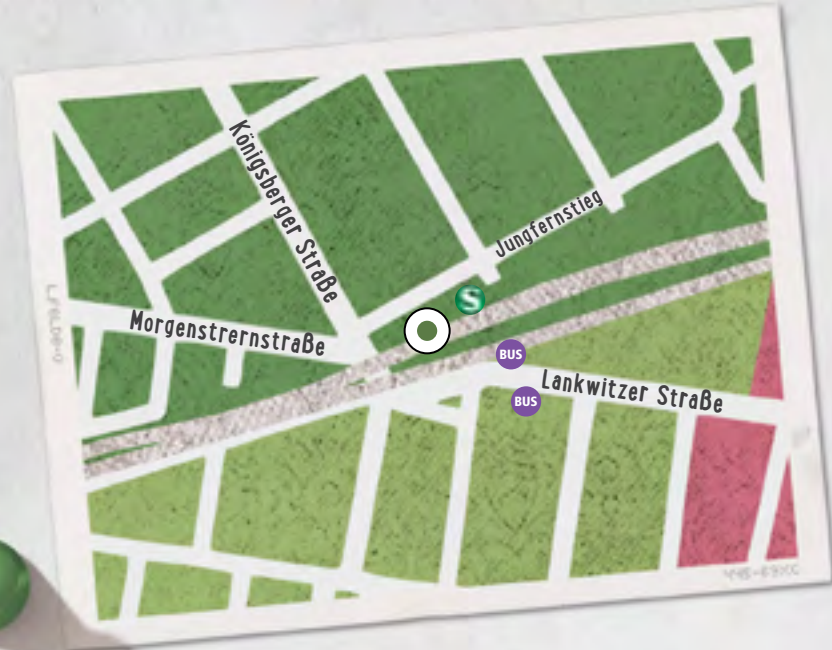 Königsberger Straße
Jungfernstieg
S
Morgenstrernstraße
BUS
Lankwitzer Straße
BUS